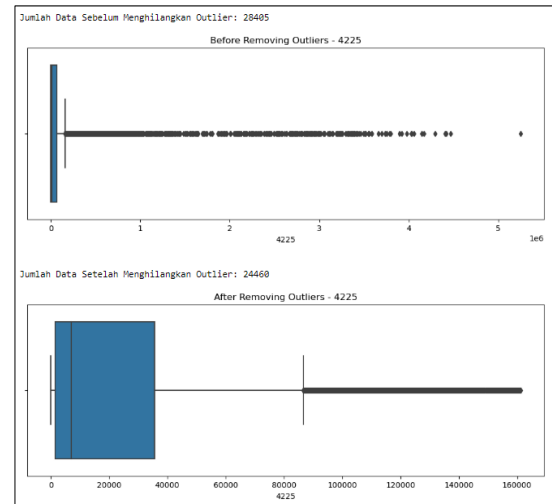 Jumlah Data Sebelum Menghilangkan Outlier: 28405
Before Removing Outliers - 4225
0 1 2 3 4 5
1e6
4225
Jumlah Data Setelah Menghilangkan Outlier: 24460
After Removing Outliers - 4225
0 20000 40000 60000 80000 100000 120000 140000 160000
4225